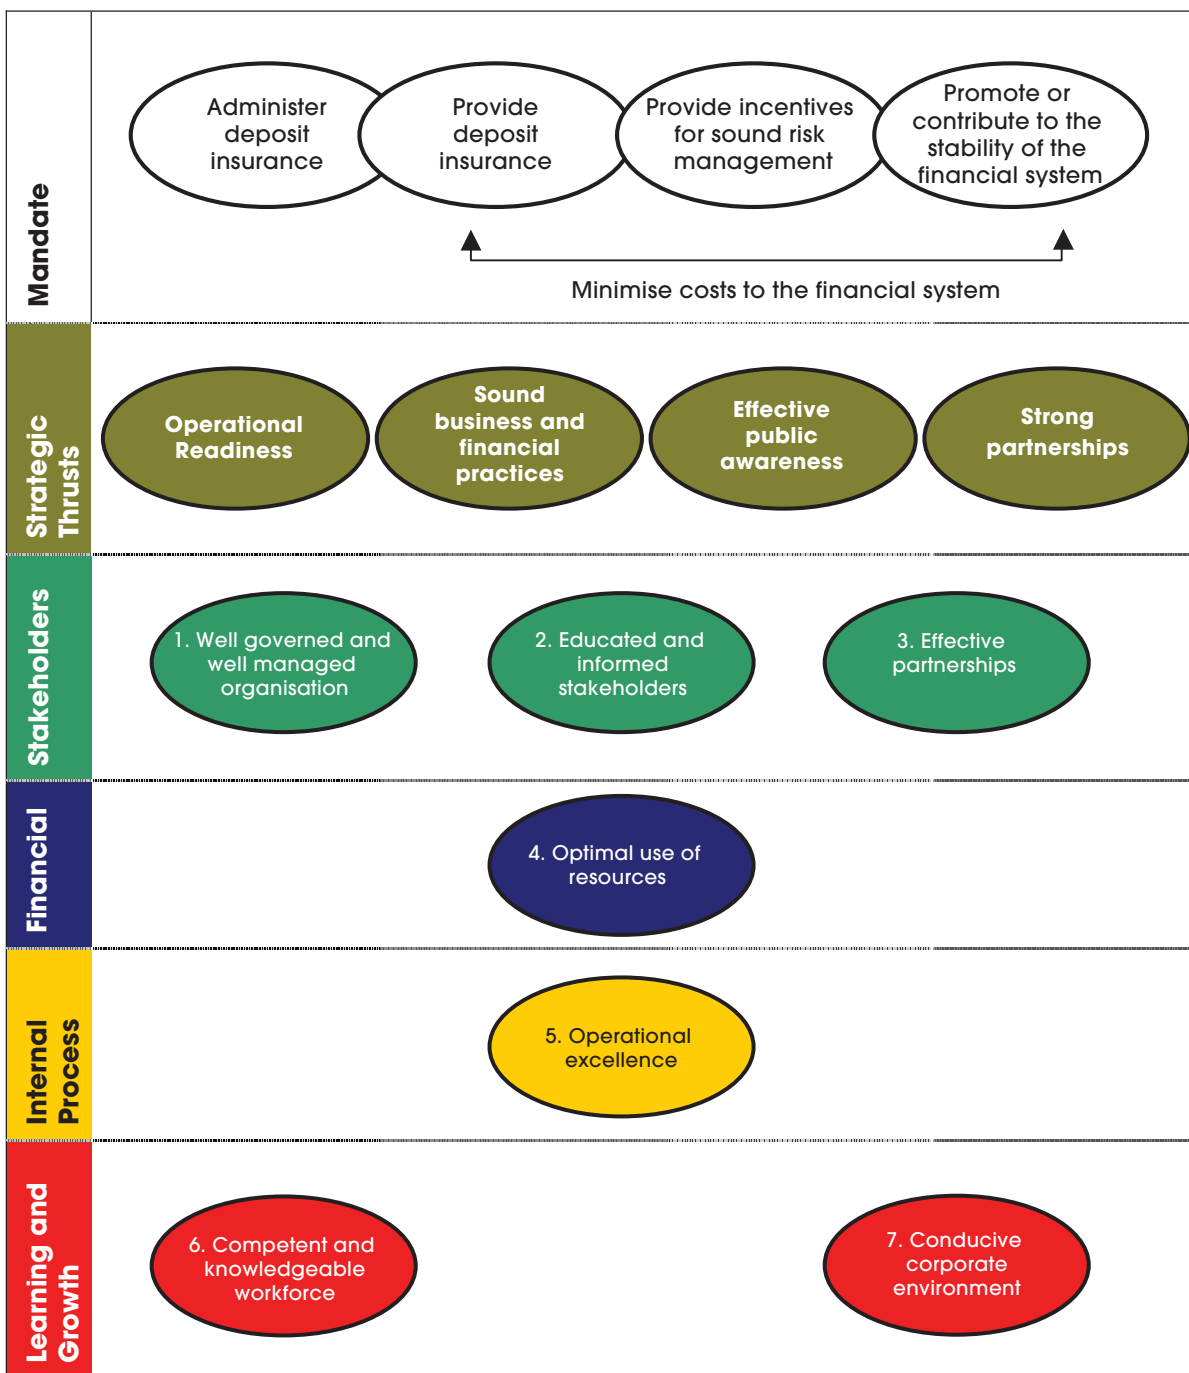 Mandate
Administer
deposit
insurance
Provide
deposit
insurance
Provide incentives
for sound risk
management
Promote or
contribute to the
stability of the
financial system
Minimise costs to the financial system
Strategic
Thrusts
Operational
Readiness
Sound
business and
financial
practices
Effective
public
awareness
Strong
partnerships
Stakeholders
1. Well governed and
well managed
organisation
2. Educated and
informed
stakeholders
3. Effective
partnerships
Financial
4. Optimal use of
resources
Internal
Process
5. Operational
excellence
Learning and
Growth
6. Competent and
knowledgeable
workforce
7. Conducive
corporate
environment